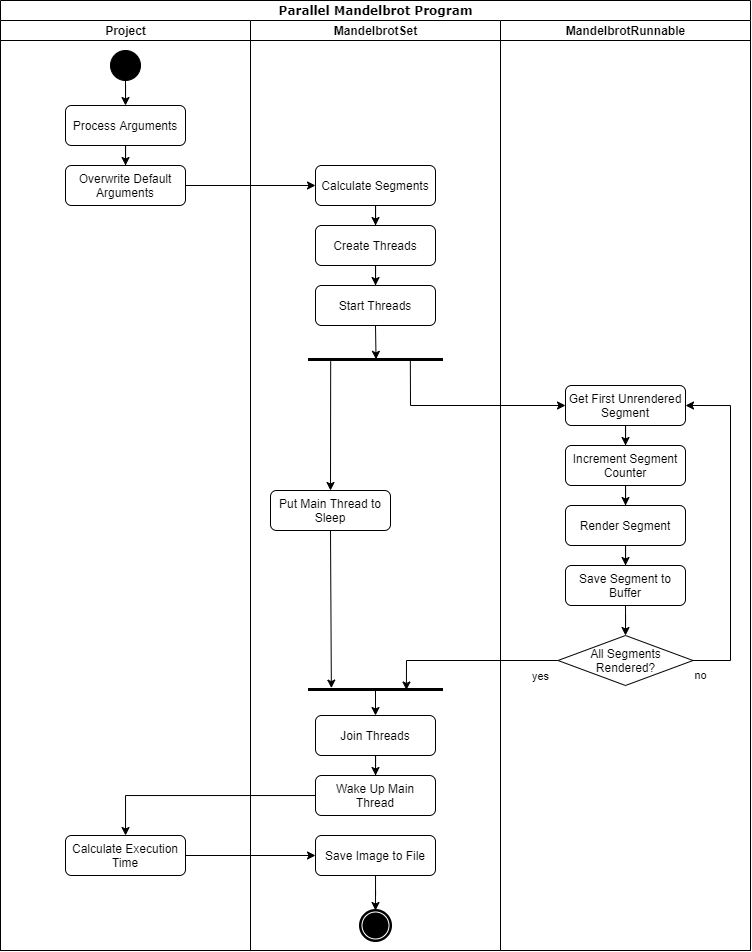 Parallel Mandelbrot Program
Project
MandelbrotSet
MandelbrotRunnable
Process Arguments
Overwrite Default
Arguments
Calculate Segments
Create Threads
Start Threads
Get First Unrendered
Segment
Increment Segment
Counter
Put Main Thread to
Sleep
Render Segment
Save Segment to
Buffer
All Segments
Rendered?
yes
no
Join Threads
Wake Up Main
Thread
Calculate Execution
Time
Save Image to File